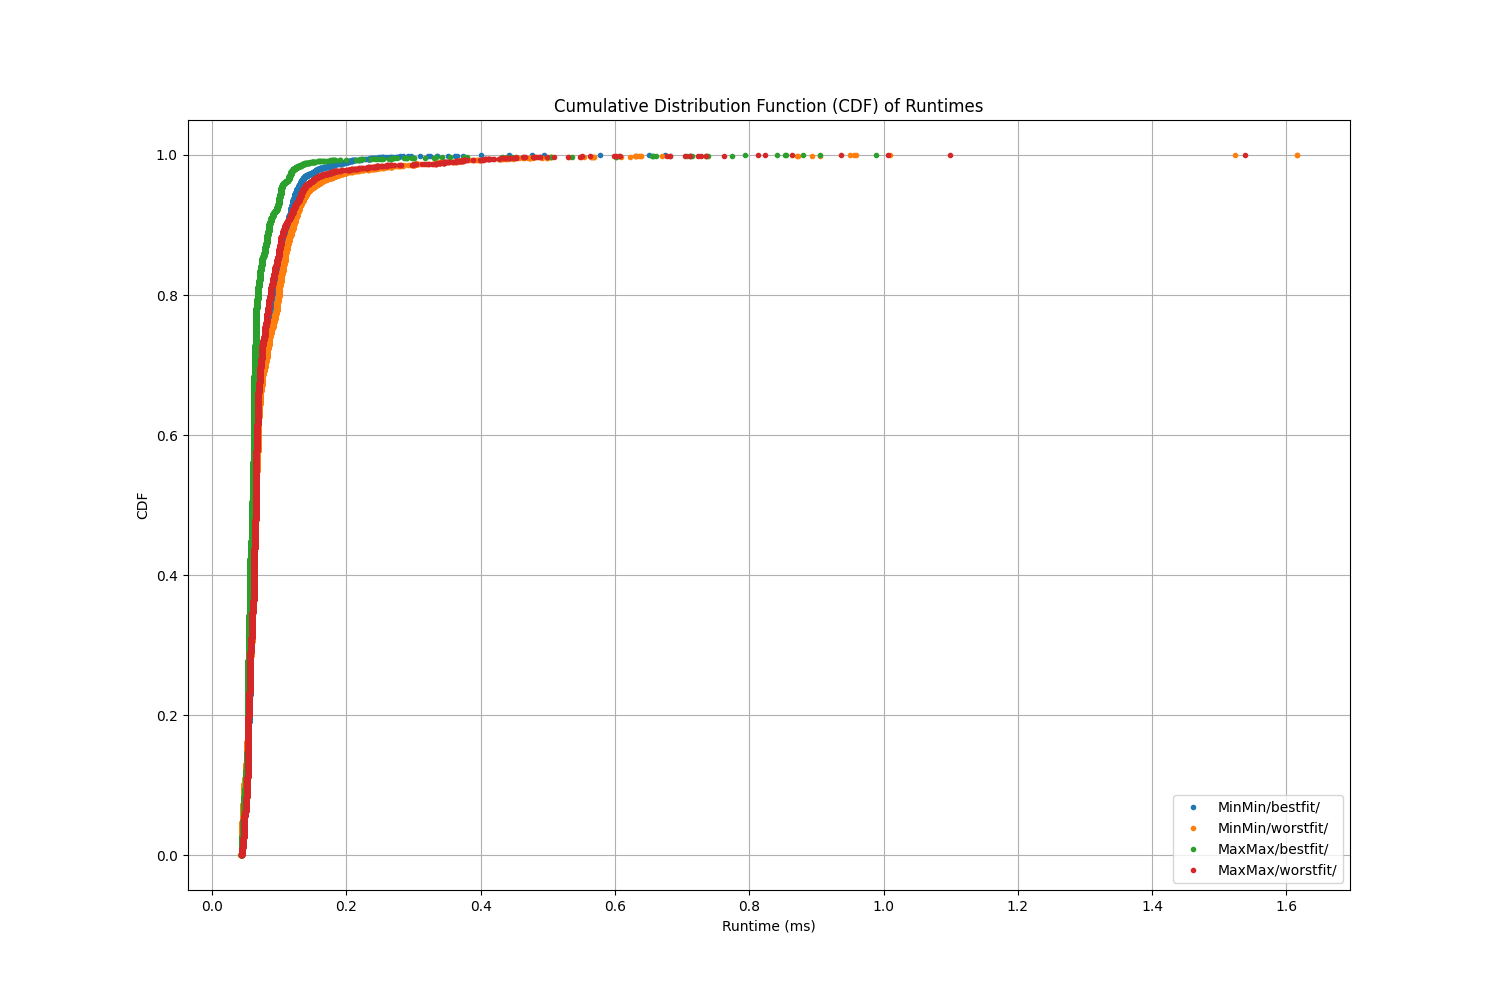 Cumulative Distribution Function (CDF) of Runtimes
CDF
1.0
0.8
0.6
0.4
0.2
0.0
0.0 0.2 0.4 0.6 0.8 1.0 1.2 1.4 1.6
Runtime (ms)
MinMin/bestfit/
MinMin/worstfit/
MaxMax/bestfit/
MaxMax/worstfit/